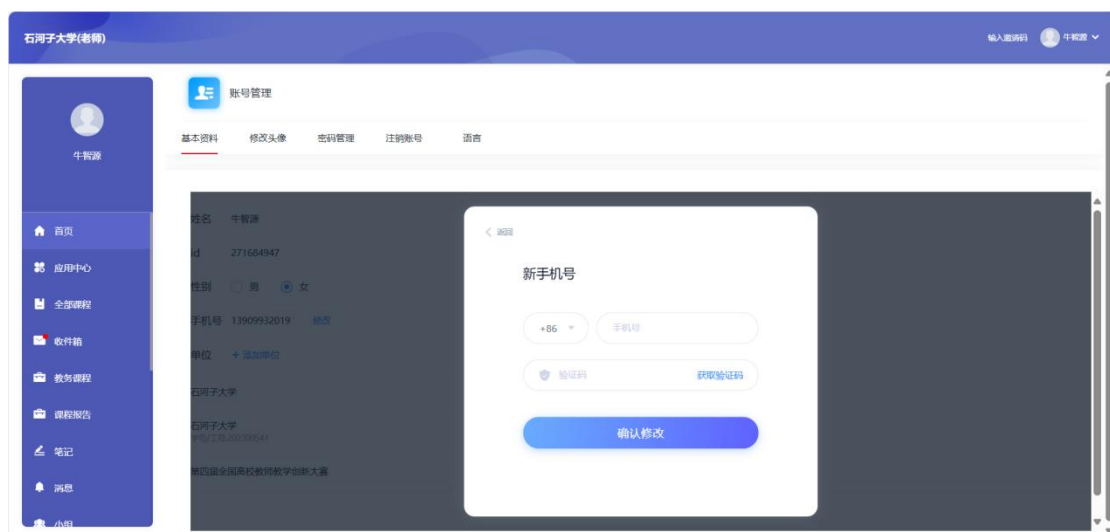 石河子大学(老师)
输入邀请码
牛智源
牛智源
首页
应用中心
全部课程
收件箱
教务课程
课程报告
笔记
消息
小组
账号管理
基本资料
修改头像
密码管理
注销账号
语言
姓名 牛智源
id 271684947
性别 男 女
手机号 13909932019 修改
单位 + 添加单位
石河子大学
石河子大学
第四届全国高校教师教学创新大赛
返回
新手机号
+86 手机号
验证码 获取验证码
确认修改